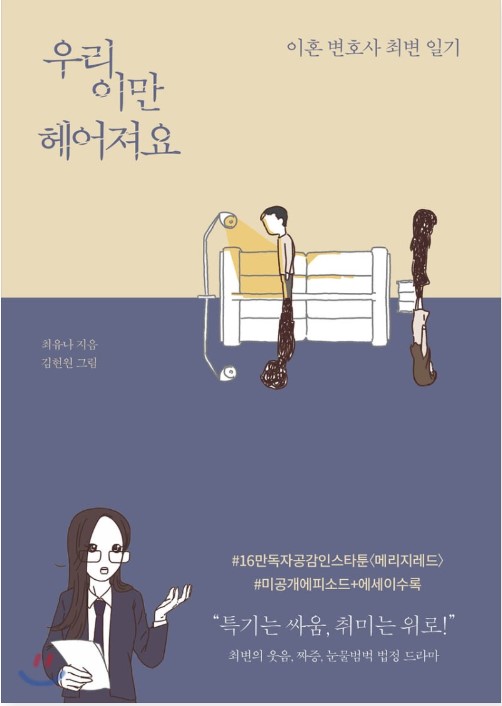 우리
이만
헤어져요
이혼 변호사 최변 일기
최유나 지음
김현원 그림
#16만독자공감인스타툰〈메리지레드〉
#미공개에피소드+에세이수록
“특기는 싸움, 취미는 위로!”
최변의 웃음, 짜증, 눈물범벅 법정 드라마